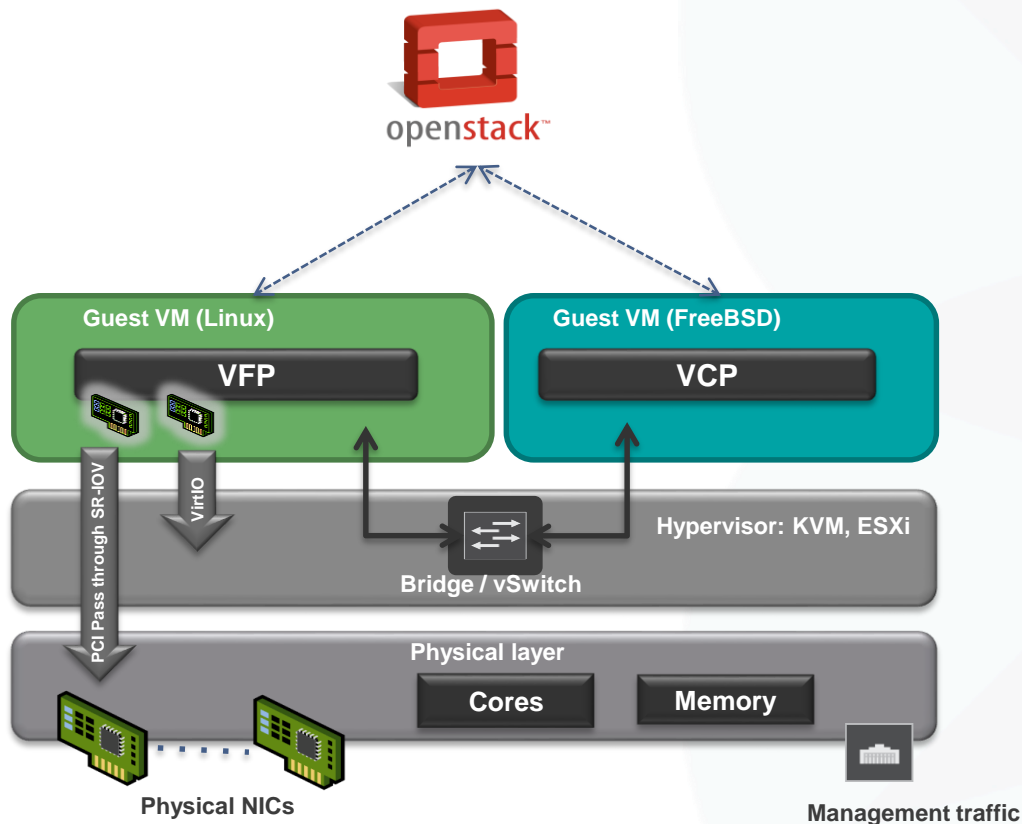 openstack™
Guest VM (Linux)
Guest VM (FreeBSD)
VFP
VCP
PCI Pass through SR-IOV
VirtIO
Hypervisor: KVM, ESXi
Bridge / vSwitch
Physical layer
Cores
Memory
Physical NICs
Management traffic